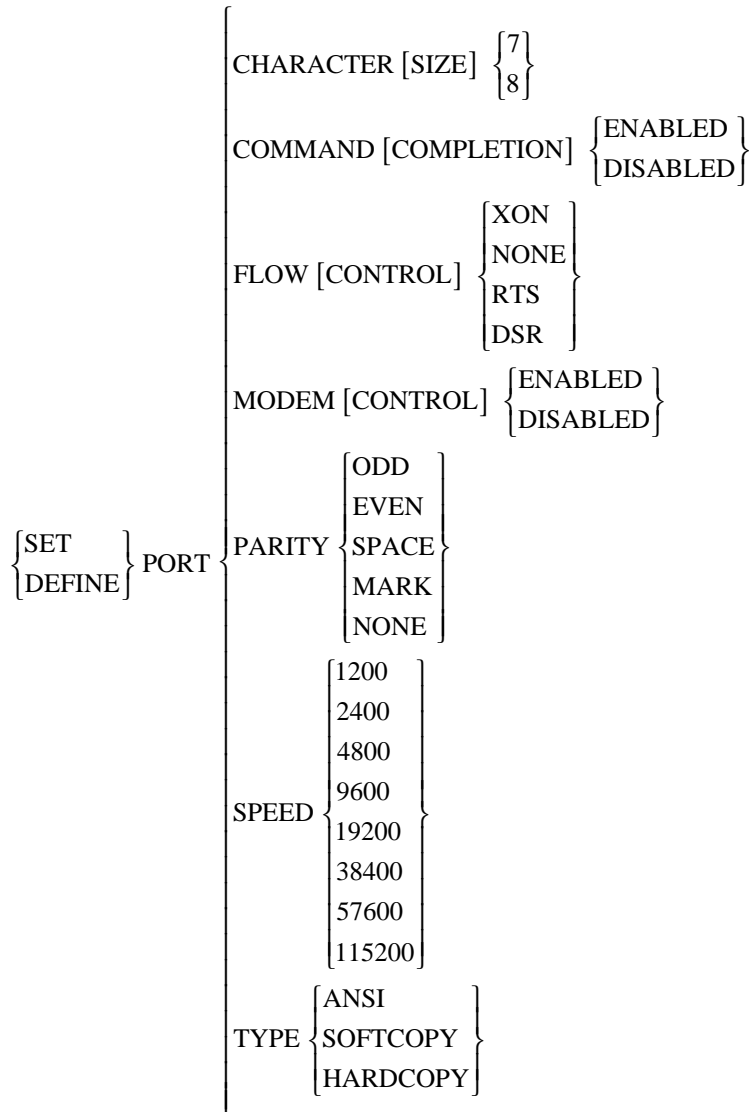 CHARACTER [SIZE] {7
8}
COMMAND [COMPLETION] {ENABLED
DISABLED}
FLOW [CONTROL] {XON
NONE
RTS
DSR}
MODEM [CONTROL] {ENABLED
DISABLED}
{SET
DEFINE} PORT {
PARITY {ODD
EVEN
SPACE
MARK
NONE}
SPEED {1200
2400
4800
9600
19200
38400
57600
115200}
TYPE {ANSI
SOFTCOPY
HARDCOPY}